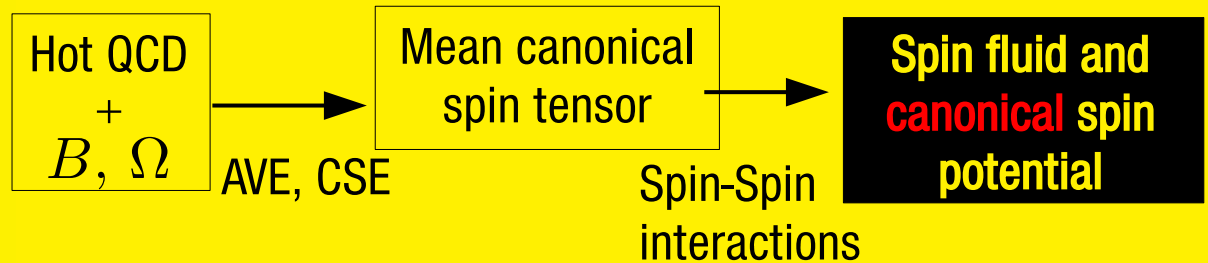 Hot QCD
+
B, Ω
AVE, CSE
Mean canonical
spin tensor
Spin-Spin
interactions
Spin fluid and
canonical spin
potential